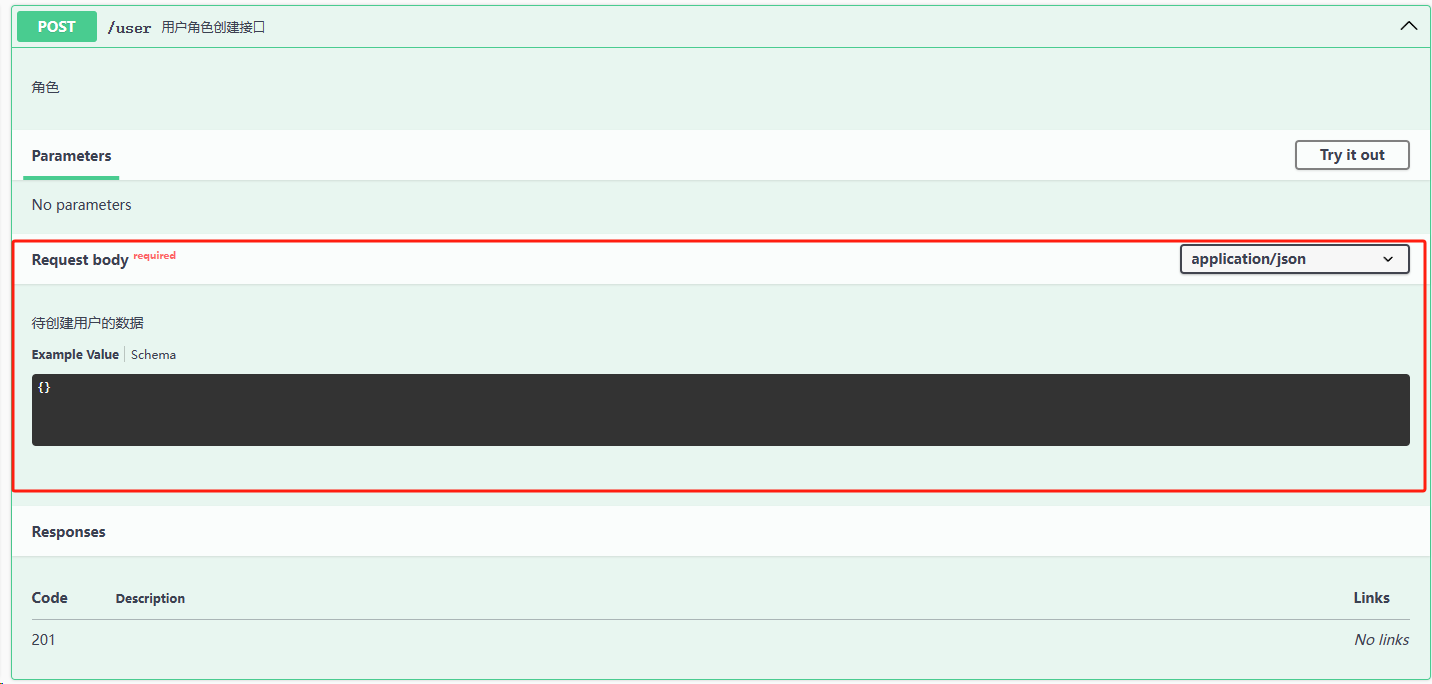 POST /user 用户角色创建接口
角色
Parameters Try it out
No parameters
Request body required application/json
待创建用户的数据
Example Value Schema
{}
Responses
Code Description Links
201 No links